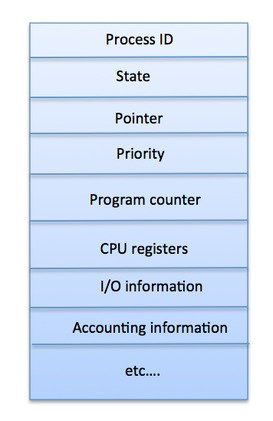 Process ID
State
Pointer
Priority
Program counter
CPU registers
I/O information
Accounting information
etc....